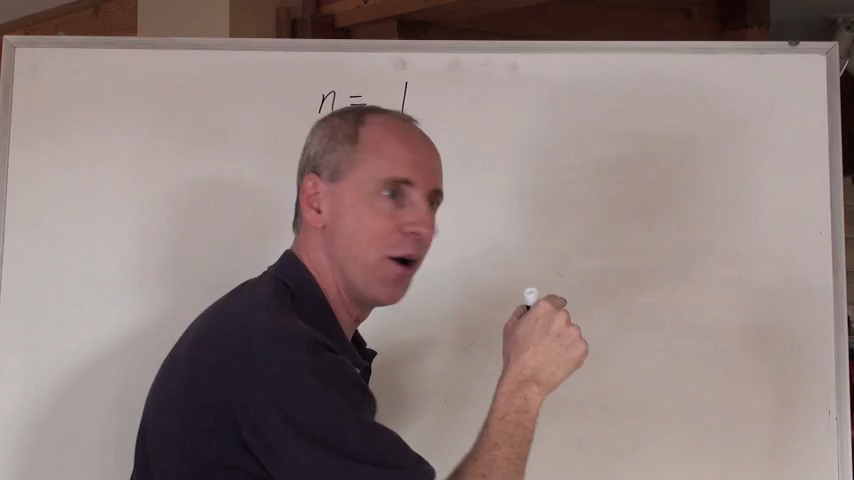 n = 1